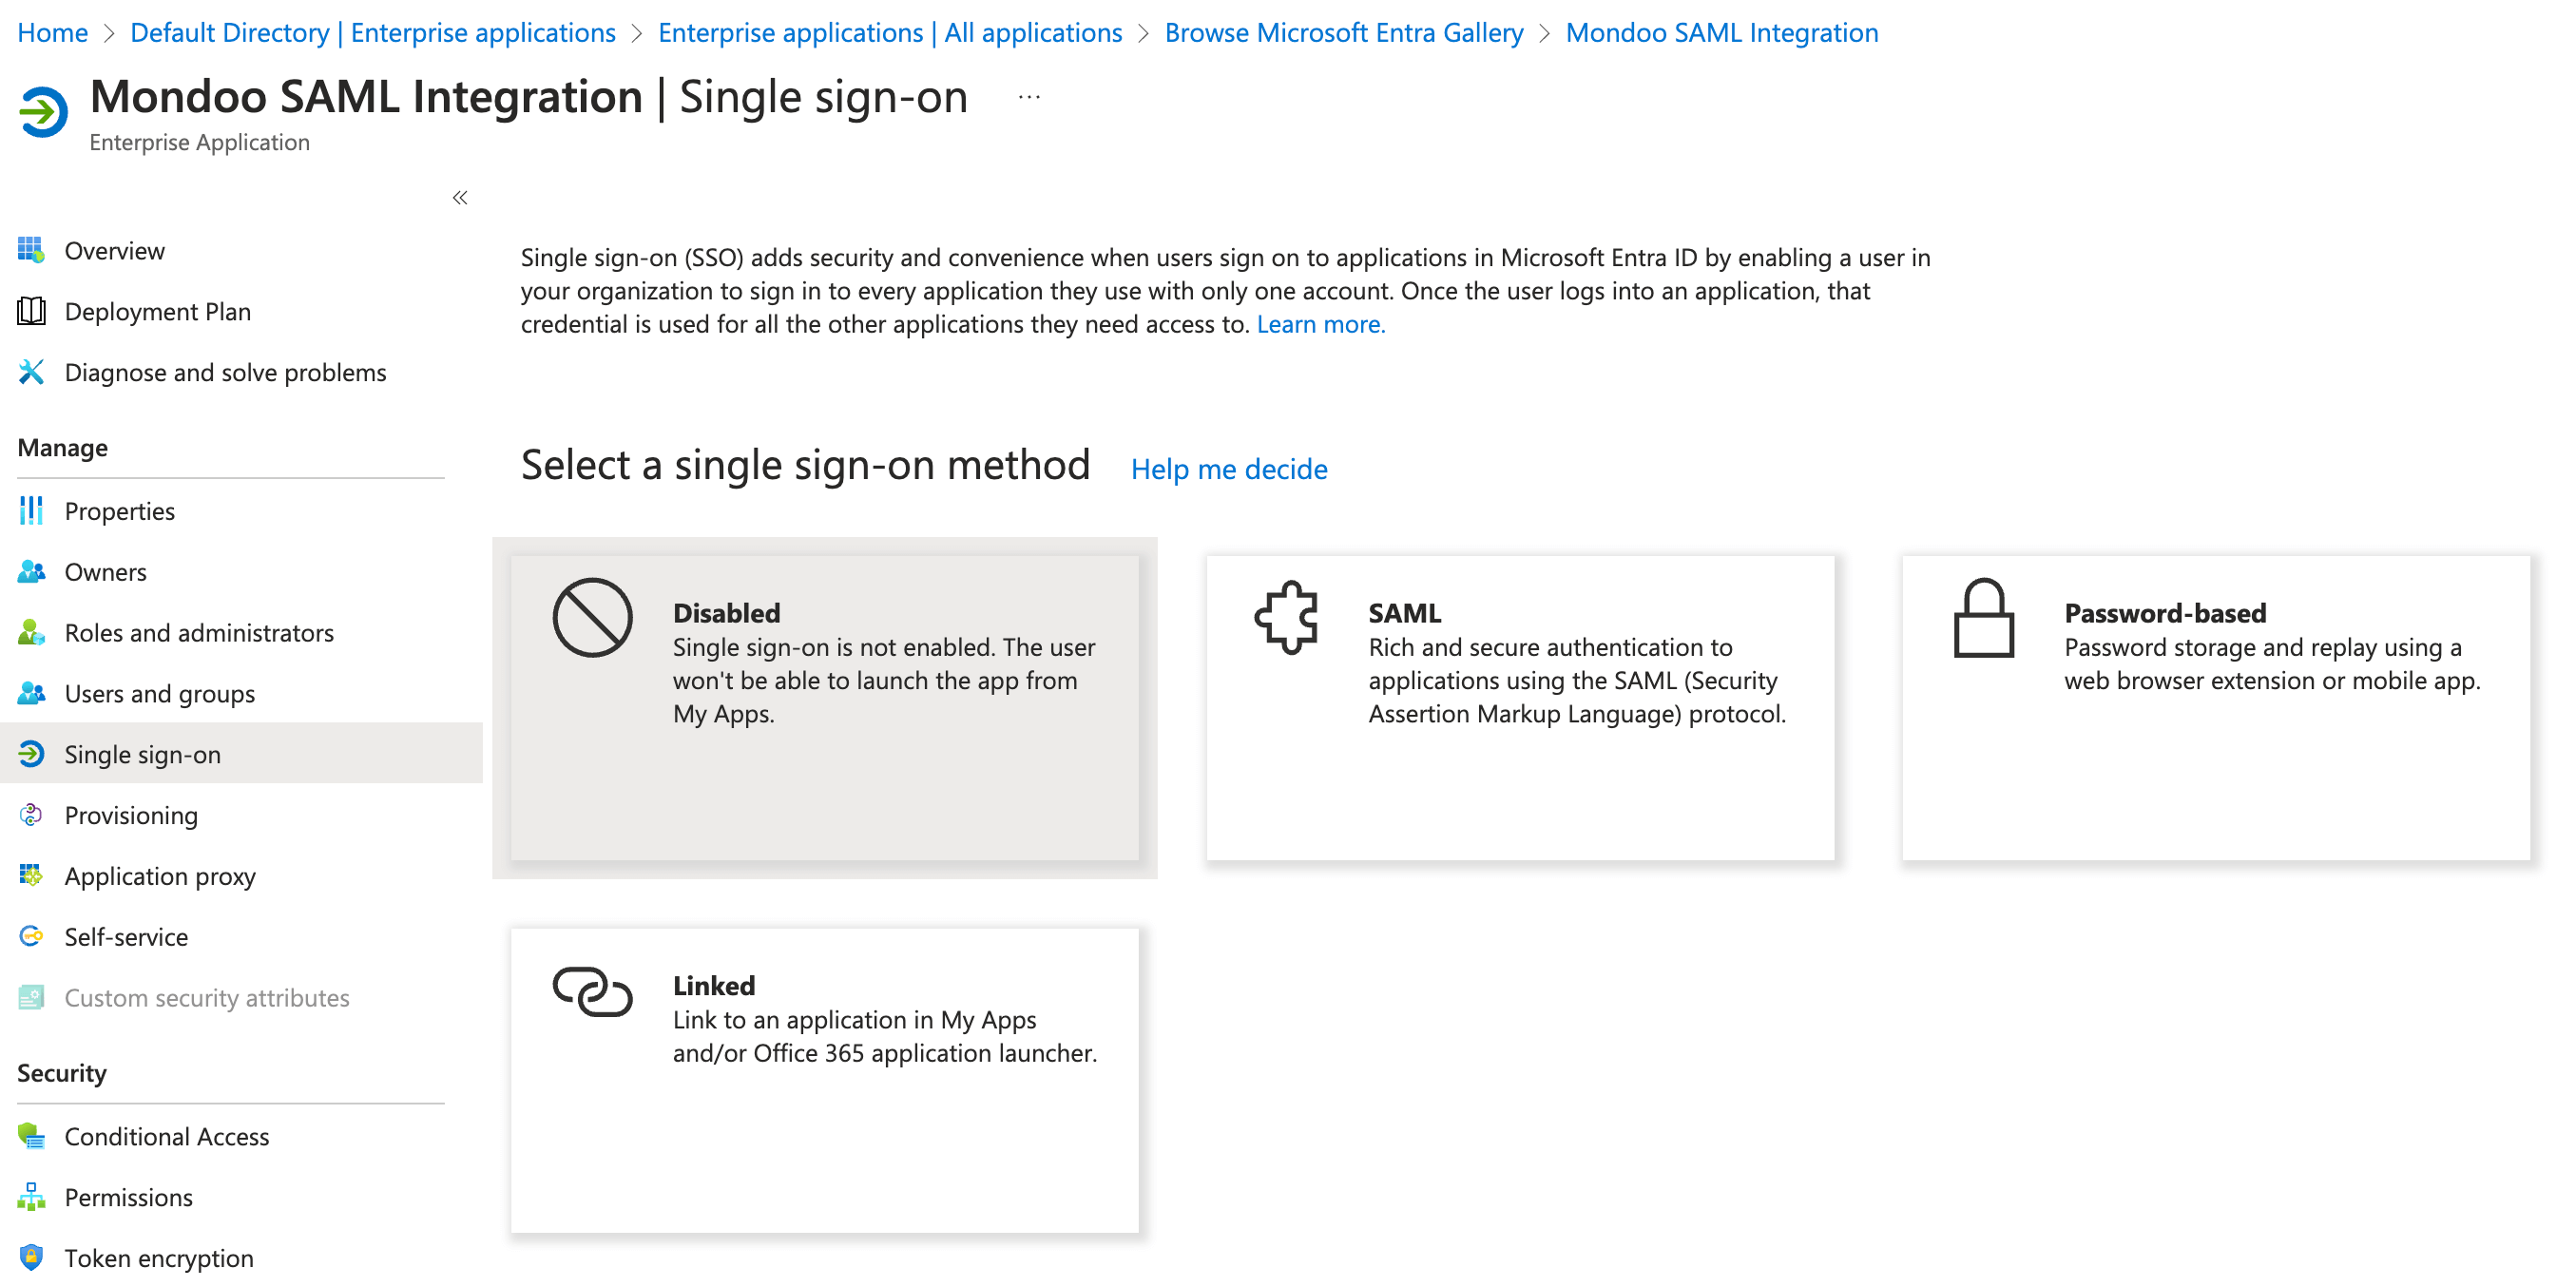 Home > Default Directory | Enterprise applications > Enterprise applications | All applications > Browse Microsoft Entra Gallery > Mondoo SAML Integration
Mondoo SAML Integration | Single sign-on ...
Enterprise Application
«
Overview
Deployment Plan
Diagnose and solve problems
Manage
Properties
Owners
Roles and administrators
Users and groups
Single sign-on
Provisioning
Application proxy
Self-service
Custom security attributes
Security
Conditional Access
Permissions
Token encryption
Single sign-on (SSO) adds security and convenience when users sign on to applications in Microsoft Entra ID by enabling a user in
your organization to sign in to every application they use with only one account. Once the user logs into an application, that
credential is used for all the other applications they need access to. Learn more.
Select a single sign-on method Help me decide
Disabled
Single sign-on is not enabled. The user
won't be able to launch the app from
My Apps.
SAML
Rich and secure authentication to
applications using the SAML (Security
Assertion Markup Language) protocol.
Password-based
Password storage and replay using a
web browser extension or mobile app.
Linked
Link to an application in My Apps
and/or Office 365 application launcher.